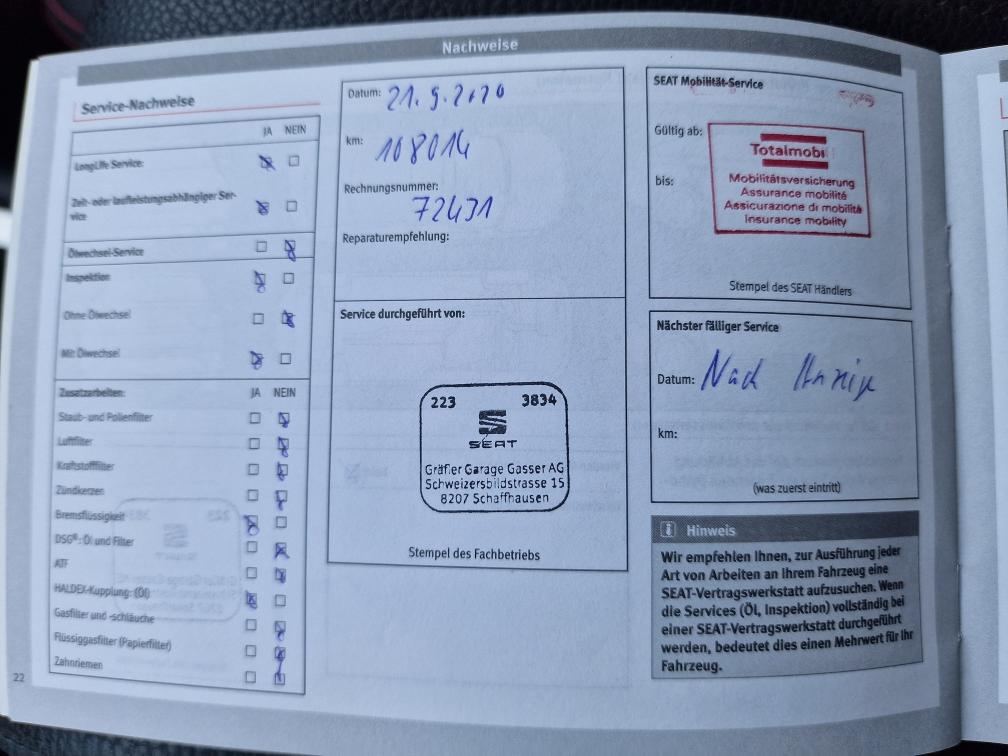 Nachweise
Service-Nachweise
JA NEIN
LongLife Service:
Zeit- oder laufleistungsabhängiger Ser-
vice
Ölwechsel-Service
Inspektion
Ohne Ölwechsel
Mit Ölwechsel
Zusatzarbeiten: JA NEIN
Staub- und Pollenfilter
Luftfilter
Kraftstofffilter
Zündkerzen
Bremsflüssigkeit
DSG®: Öl und Filter
ATF
HALDEX-Kupplung: (Öl)
Gasfilter und -schläuche
Flüssiggasfilter (Papierfilter)
Zahnriemen
22
Datum: 21.9.2020
km: 108014
Rechnungsnummer:
72431
Reparaturempfehlung:
Service durchgeführt von:
223 3834
SEAT
Gräfler Garage Gasser AG
Schweizersbildstrasse 15
8207 Schaffhausen
Stempel des Fachbetriebs
SEAT Mobilität-Service
Gültig ab:
bis:
Totalmobil
Mobilitätsversicherung
Assurance mobilité
Assicurazione di mobilità
Insurance mobility
Stempel des SEAT Händlers
Nächster fälliger Service
Datum: Nach Anzeige
km:
(was zuerst eintritt)
i Hinweis
Wir empfehlen Ihnen, zur Ausführung jeder
Art von Arbeiten an Ihrem Fahrzeug eine
SEAT-Vertragswerkstatt aufzusuchen. Wenn
die Services (Öl, Inspektion) vollständig bei
einer SEAT-Vertragswerkstatt durchgeführt
werden, bedeutet dies einen Mehrwert für Ihr
Fahrzeug.